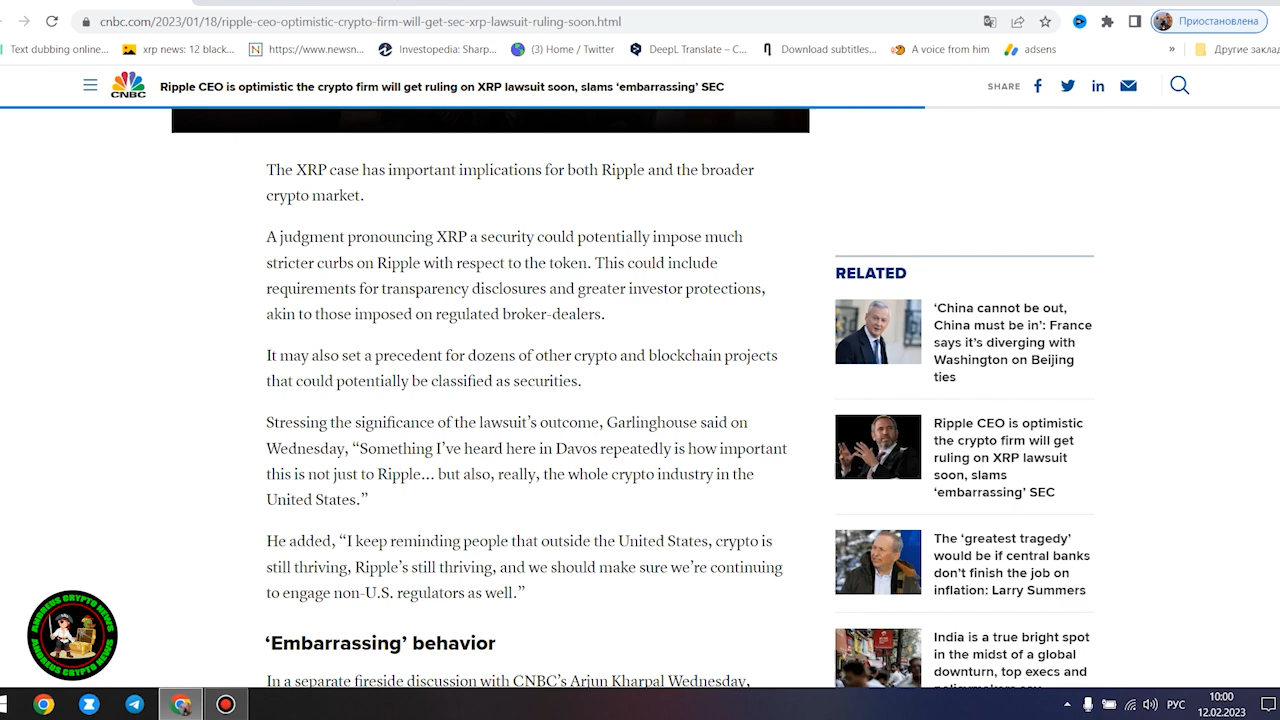 cnbc.com/2023/01/18/ripple-ceo-optimistic-crypto-firm-will-get-sec-xrp-lawsuit-ruling-soon.html
Приостановлена
Text dubbing online...
xrp news: 12 black...
https://www.newsn...
Investopedia: Sharp...
(3) Home / Twitter
DeepL Translate – C...
Download subtitles...
A voice from him
adsens
»
Другие закла
CNBC
Ripple CEO is optimistic the crypto firm will get ruling on XRP lawsuit soon, slams ‘embarrassing’ SEC
SHARE
The XRP case has important implications for both Ripple and the broader
crypto market.
A judgment pronouncing XRP a security could potentially impose much
stricter curbs on Ripple with respect to the token. This could include
requirements for transparency disclosures and greater investor protections,
akin to those imposed on regulated broker-dealers.
It may also set a precedent for dozens of other crypto and blockchain projects
that could potentially be classified as securities.
Stressing the significance of the lawsuit’s outcome, Garlinghouse said on
Wednesday, “Something I’ve heard here in Davos repeatedly is how important
this is not just to Ripple… but also, really, the whole crypto industry in the
United States.”
He added, “I keep reminding people that outside the United States, crypto is
still thriving, Ripple’s still thriving, and we should make sure we’re continuing
to engage non-U.S. regulators as well.”
‘Embarrassing’ behavior
In a separate fireside discussion with CNBC’s Arjun Kharpal Wednesday,
RELATED
‘China cannot be out,
China must be in’: France
says it’s diverging with
Washington on Beijing
ties
Ripple CEO is optimistic
the crypto firm will get
ruling on XRP lawsuit
soon, slams
‘embarrassing’ SEC
The ‘greatest tragedy’
would be if central banks
don’t finish the job on
inflation: Larry Summers
India is a true bright spot
in the midst of a global
downturn, top execs and
ANDREUS CRYPTO NEWS
ANDREUS CRYPTO NEWS
РУС
10:00
12.02.2023